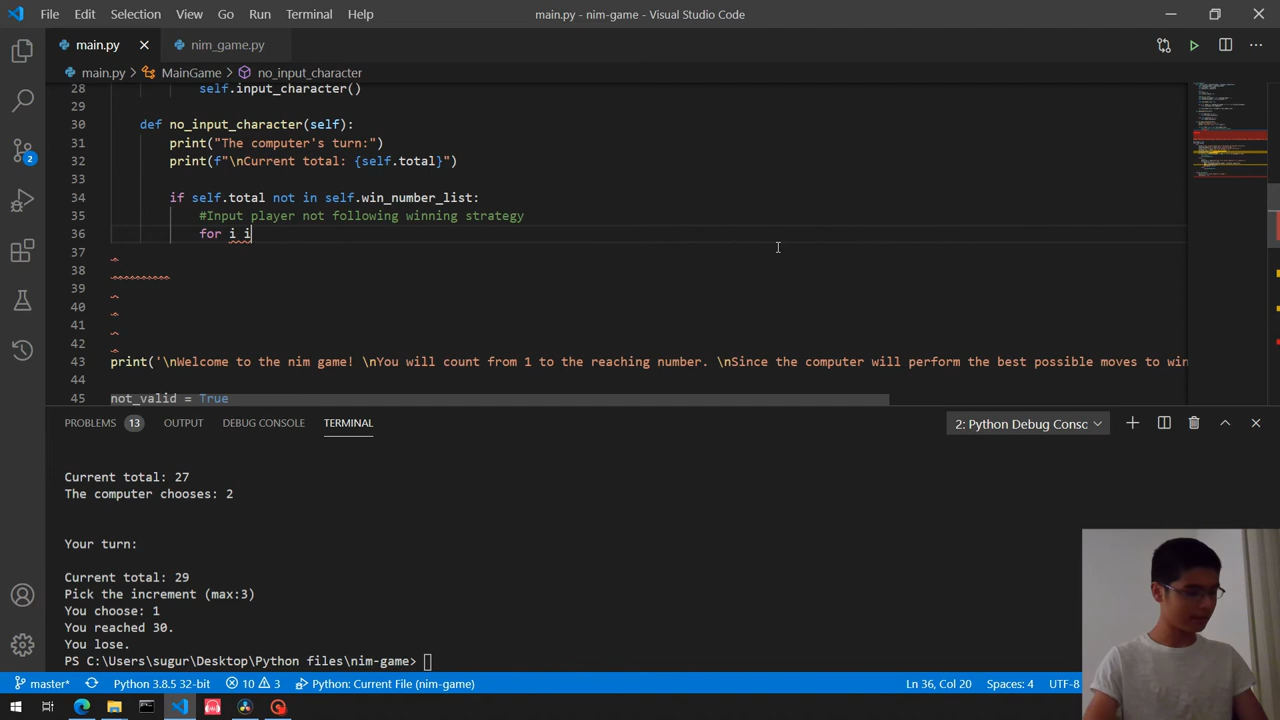 File Edit Selection View Go Run Terminal Help main.py - nim-game - Visual Studio Code
main.py nim_game.py
main.py > MainGame > no_input_character
28 self.input_character()
29
30 def no_input_character(self):
31 print("The computer's turn:")
32 print(f"\nCurrent total: {self.total}")
33
34 if self.total not in self.win_number_list:
35 #Input player not following winning strategy
36 for i i
37
38
39
40
41
42
43 print('\nWelcome to the nim game! \nYou will count from 1 to the reaching number. \nSince the computer will perform the best possible moves to win
44
45 not_valid = True
PROBLEMS 13 OUTPUT DEBUG CONSOLE TERMINAL 2: Python Debug Consc
Current total: 27
The computer chooses: 2
Your turn:
Current total: 29
Pick the increment (max:3)
You choose: 1
You reached 30.
You lose.
PS C:\Users\sugur\Desktop\Python files\nim-game>
master* Python 3.8.5 32-bit 10 3 Python: Current File (nim-game) Ln 36, Col 20 Spaces: 4 UTF-8
2